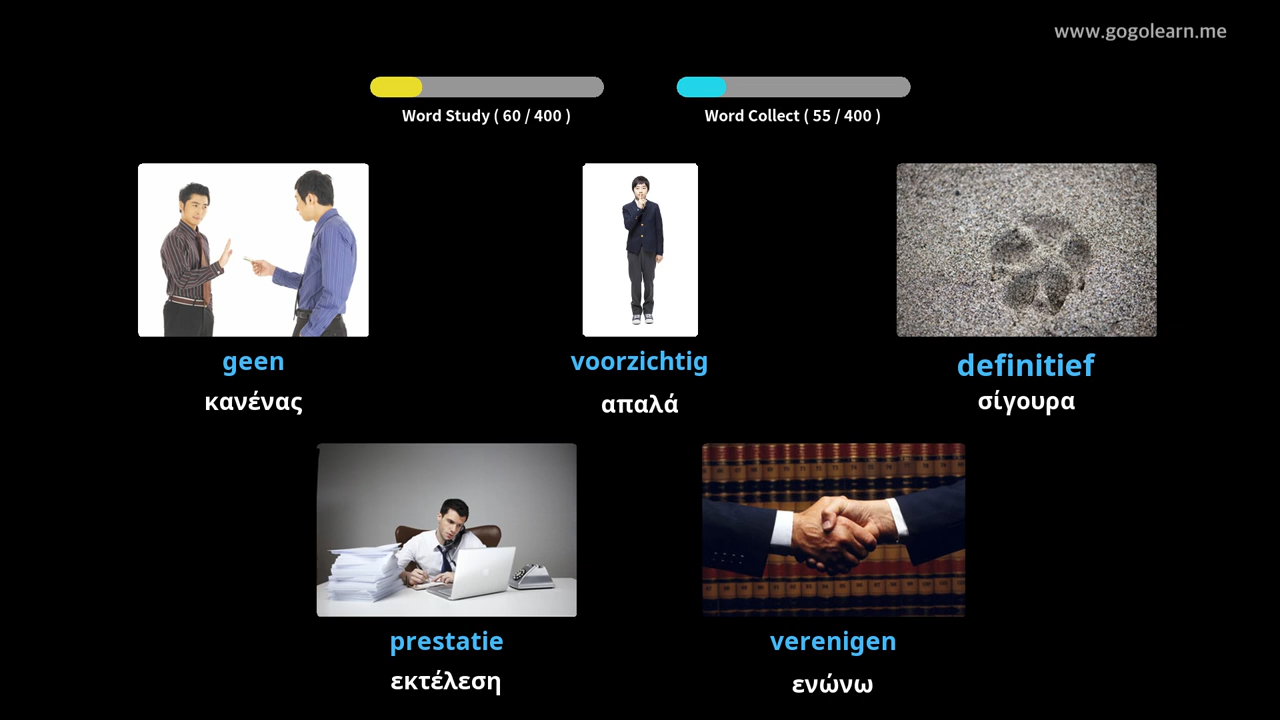 www.gogolearn.me
Word Study ( 60 / 400 )
Word Collect ( 55 / 400 )
geen
κανένας
voorzichtig
απαλά
definitief
σίγουρα
prestatie
εκτέλεση
verenigen
ενώνω